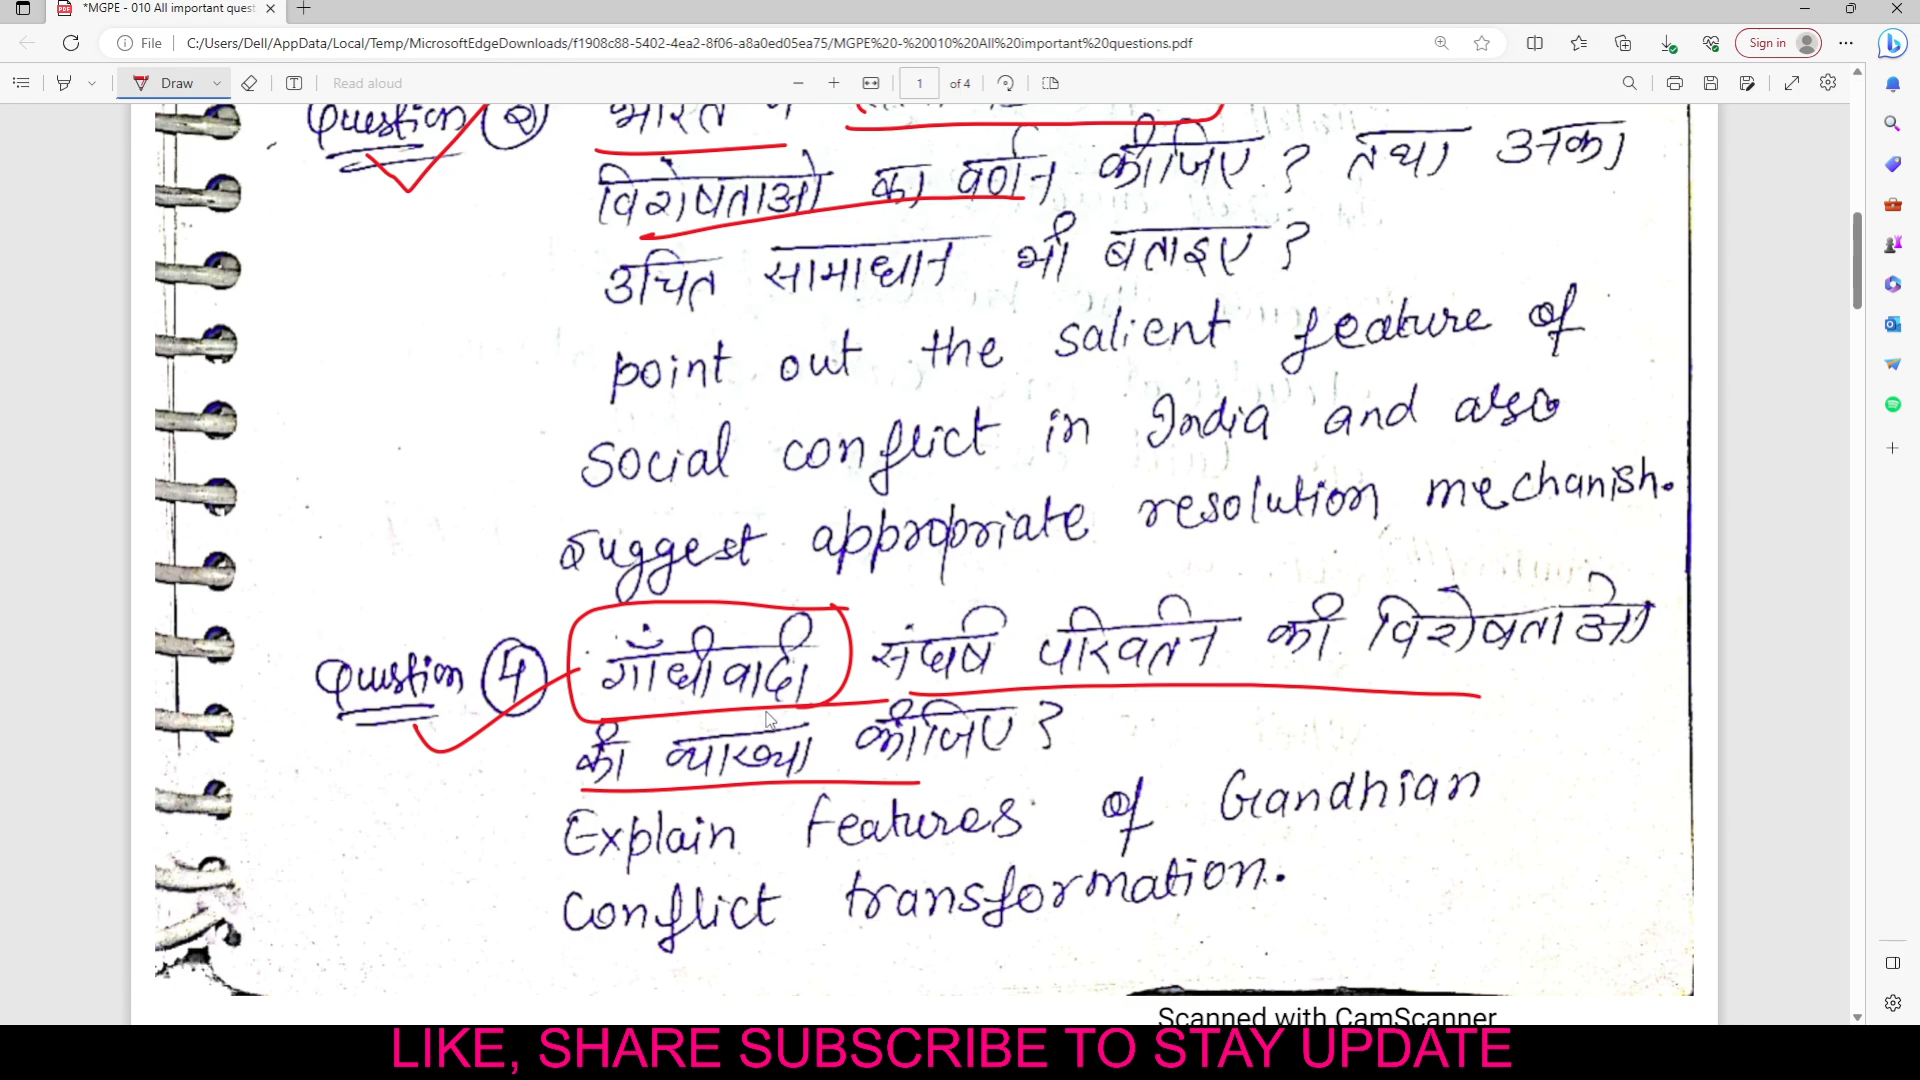 *MGPE - 010 All important quest
File
C:/Users/Dell/AppData/Local/Temp/MicrosoftEdgeDownloads/f1908c88-5402-4ea2-8f06-a8a0ed05ea75/MGPE%20-%20010%20All%20important%20questions.pdf
Sign in
Draw
Read aloud
1 of 4
Question भारत
विशेषताओ का वर्णन कीजिए ? तथा उनका
उचित सामाधान भी बताइए ?
point out the salient feature of
social conflict in India and also
suggest appropriate resolution mechanish.
Question 4 गाँधीवादी संघर्ष परिवर्तन की विशेषताओ
की व्याख्या कीजिए ?
Explain features of Gandhian
Conflict transformation.
Scanned with CamScanner
LIKE, SHARE SUBSCRIBE TO STAY UPDATE